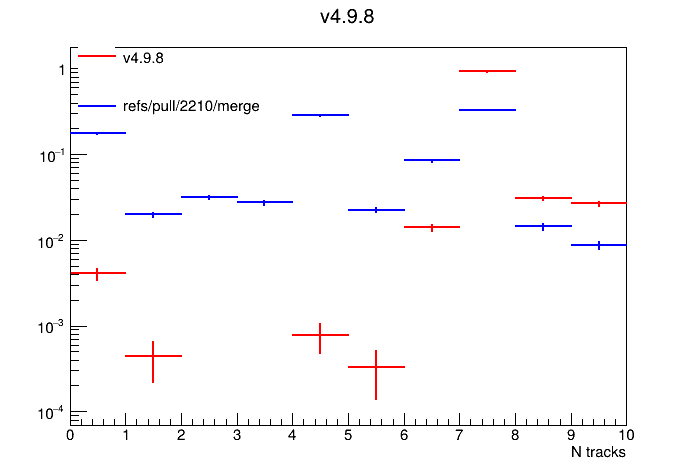 v4.9.8
v4.9.8
refs/pull/2210/merge
1
10⁻¹
10⁻²
10⁻³
10⁻⁴
0 1 2 3 4 5 6 7 8 9 10
N tracks